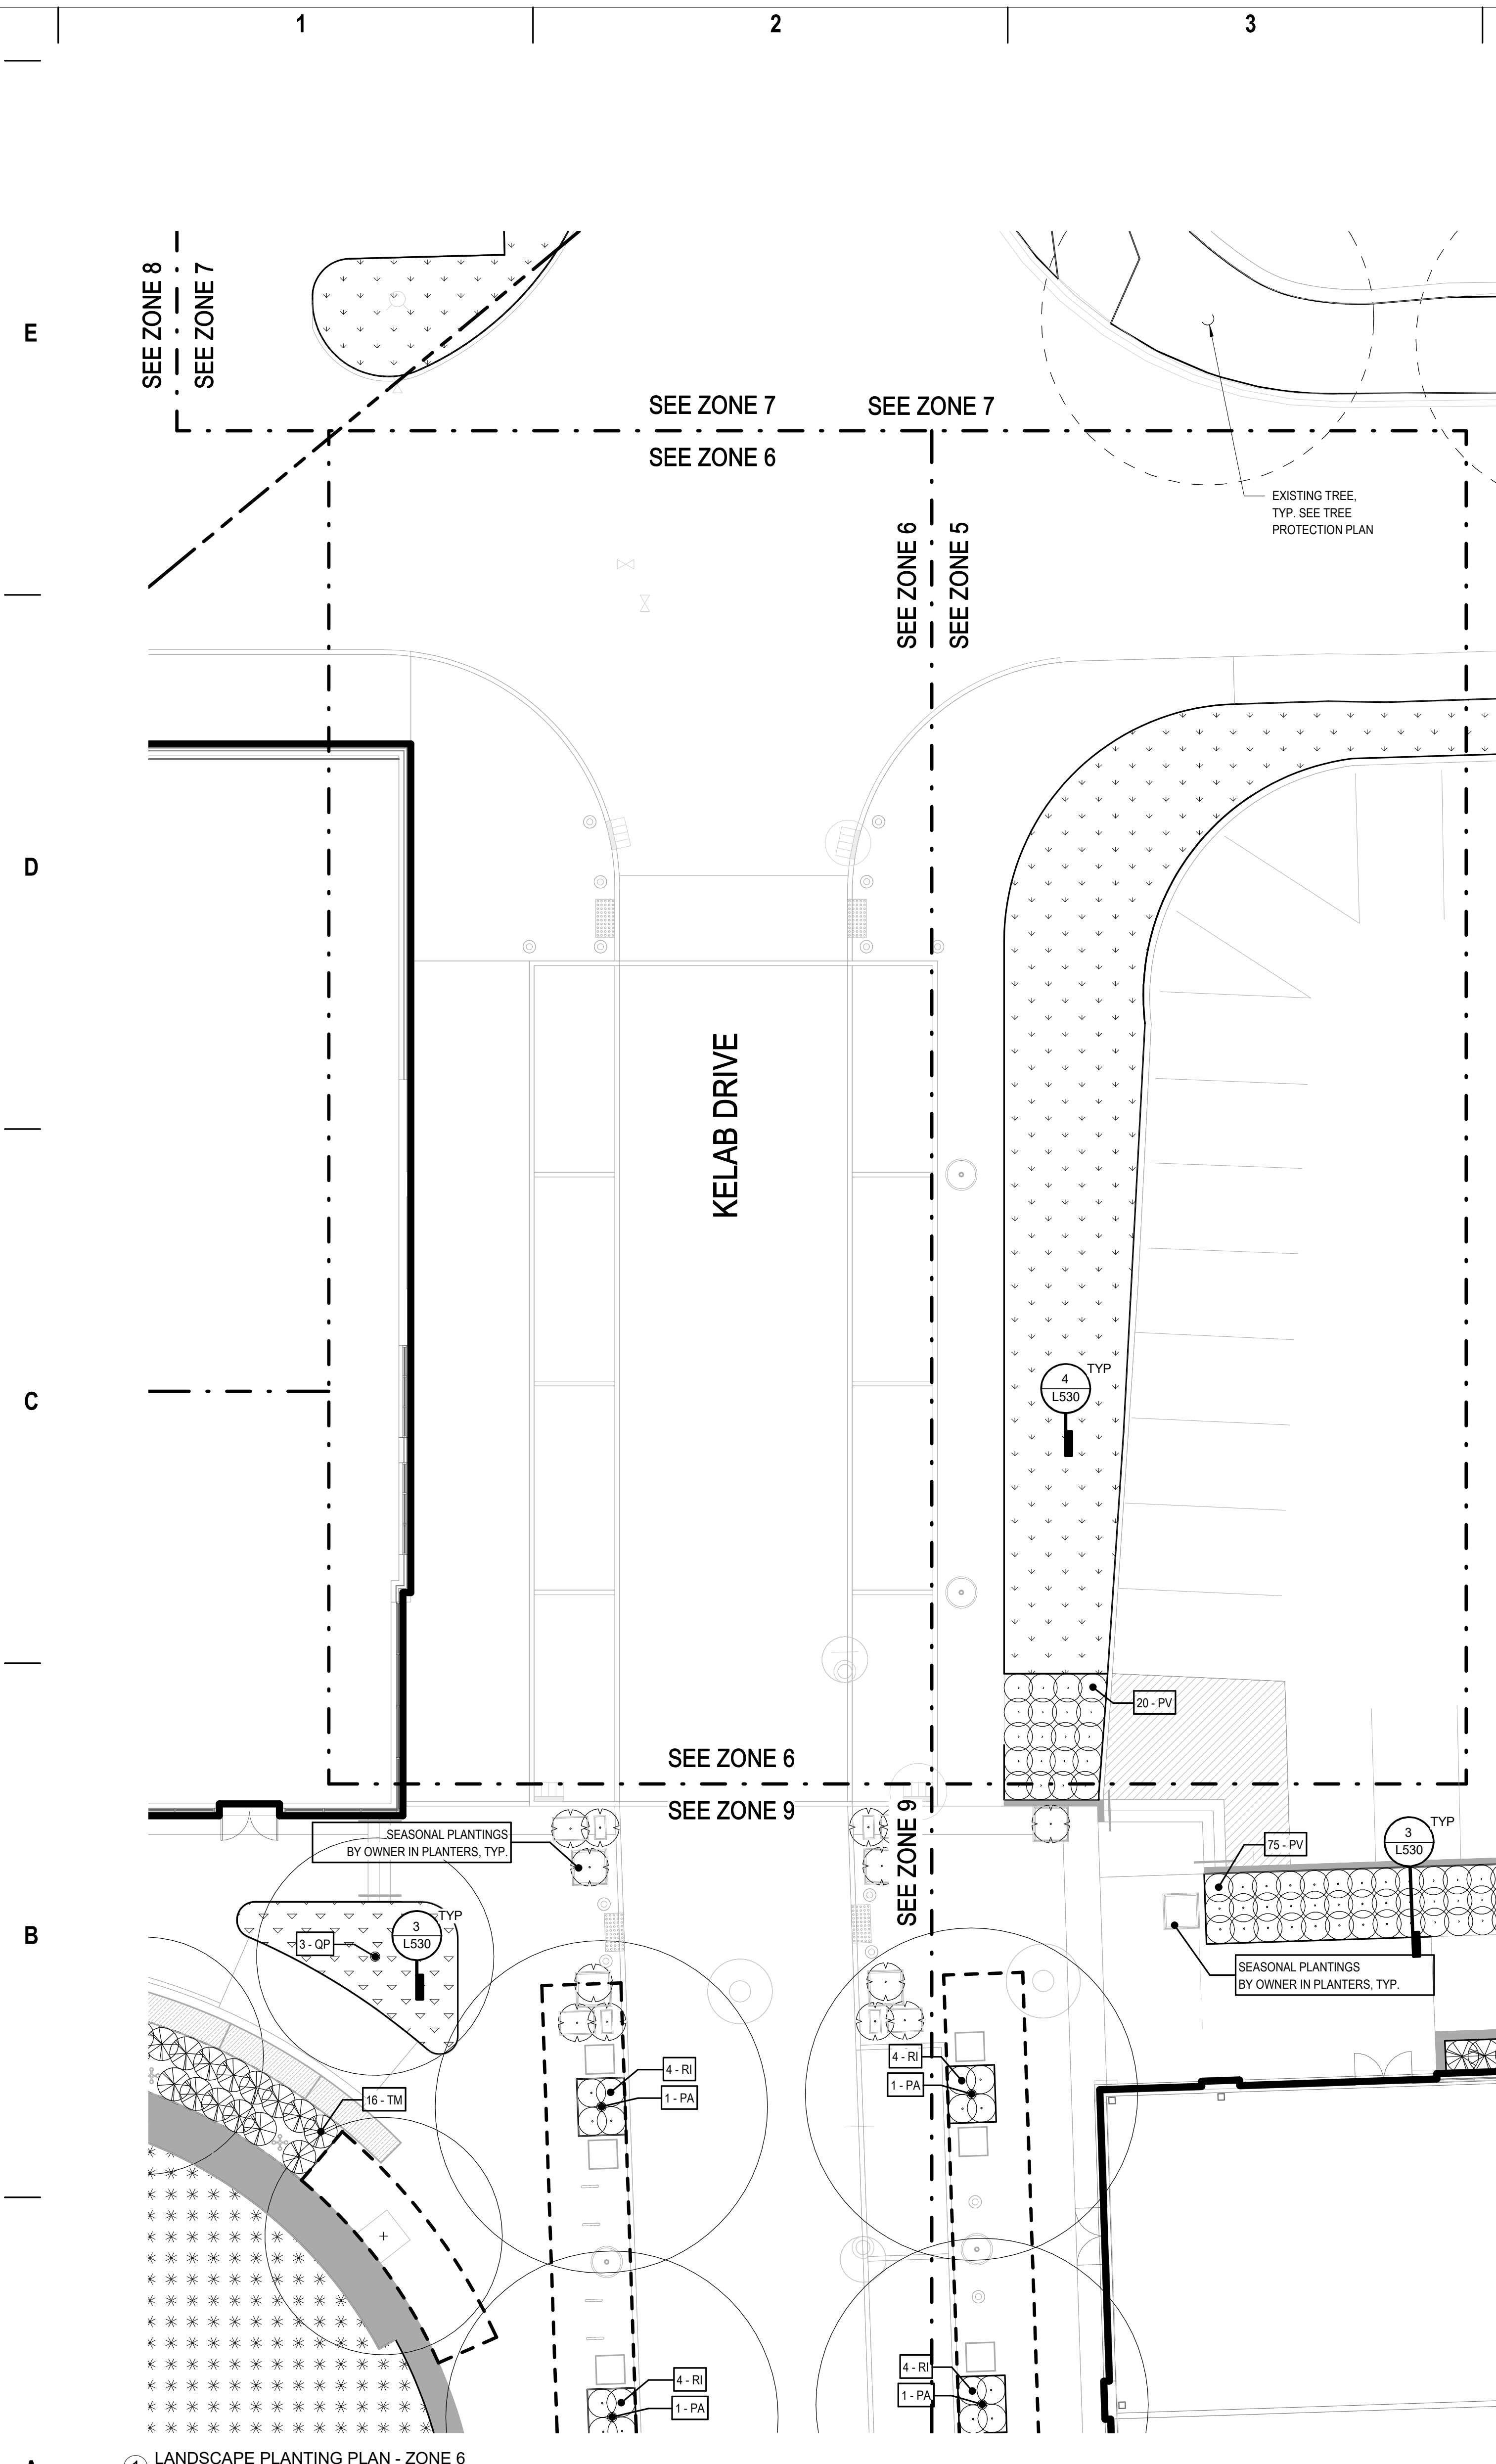 1
2
3
E
SEE ZONE 8
SEE ZONE 7
SEE ZONE 7
SEE ZONE 7
SEE ZONE 6
EXISTING TREE,
TYP. SEE TREE
PROTECTION PLAN
SEE ZONE 6
SEE ZONE 5
D
KELAB DRIVE
4
L530
TYP
C
20 - PV
SEE ZONE 6
SEE ZONE 9
SEE ZONE 9
SEASONAL PLANTINGS
BY OWNER IN PLANTERS, TYP.
75 - PV
3
L530
TYP
B
3 - QP
3
L530
TYP
SEASONAL PLANTINGS
BY OWNER IN PLANTERS, TYP.
4 - RI
1 - PA
4 - RI
1 - PA
16 - TM
4 - RI
1 - PA
4 - RI
1 - PA
LANDSCAPE PLANTING PLAN - ZONE 6